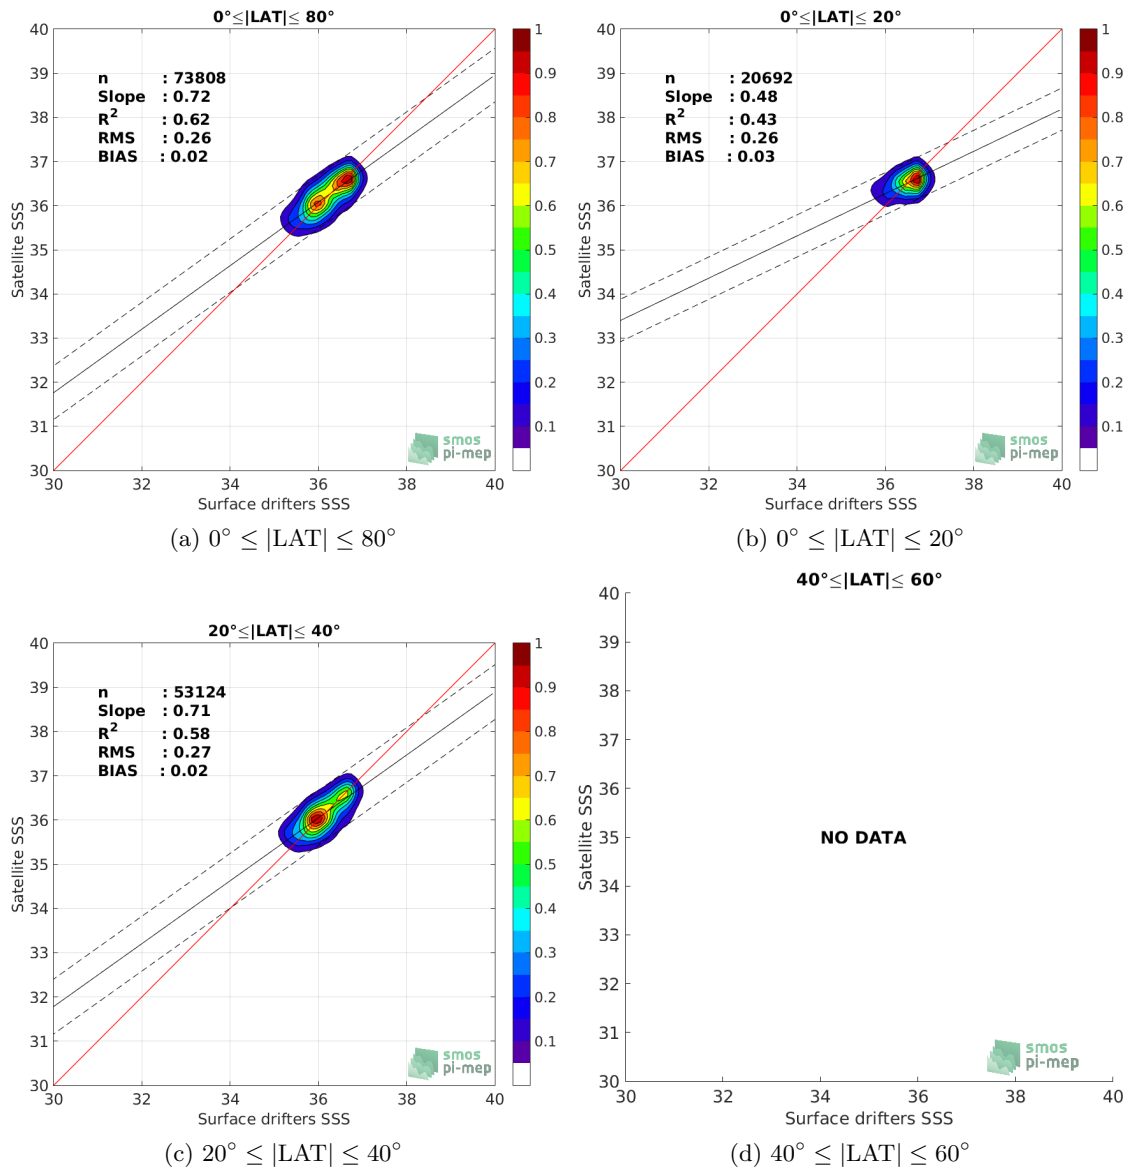 0°≤|LAT|≤ 80°
n : 73808
Slope : 0.72
R2 : 0.62
RMS : 0.26
BIAS : 0.02
40
39
38
37
36
35
34
33
32
31
30
Satellite SSS
30 32 34 36 38 40
Surface drifters SSS
1
0.9
0.8
0.7
0.6
0.5
0.4
0.3
0.2
0.1
smos
pi-mep
(a) 0° ≤ |LAT| ≤ 80°
0°≤|LAT|≤ 20°
n : 20692
Slope : 0.48
R2 : 0.43
RMS : 0.26
BIAS : 0.03
40
39
38
37
36
35
34
33
32
31
30
Satellite SSS
30 32 34 36 38 40
Surface drifters SSS
1
0.9
0.8
0.7
0.6
0.5
0.4
0.3
0.2
0.1
smos
pi-mep
(b) 0° ≤ |LAT| ≤ 20°
20°≤|LAT|≤ 40°
n : 53124
Slope : 0.71
R2 : 0.58
RMS : 0.27
BIAS : 0.02
40
39
38
37
36
35
34
33
32
31
30
Satellite SSS
30 32 34 36 38 40
Surface drifters SSS
1
0.9
0.8
0.7
0.6
0.5
0.4
0.3
0.2
0.1
smos
pi-mep
(c) 20° ≤ |LAT| ≤ 40°
40°≤|LAT|≤ 60°
40
39
38
37
36
35
34
33
32
31
30
Satellite SSS
NO DATA
30 32 34 36 38 40
Surface drifters SSS
smos
pi-mep
(d) 40° ≤ |LAT| ≤ 60°